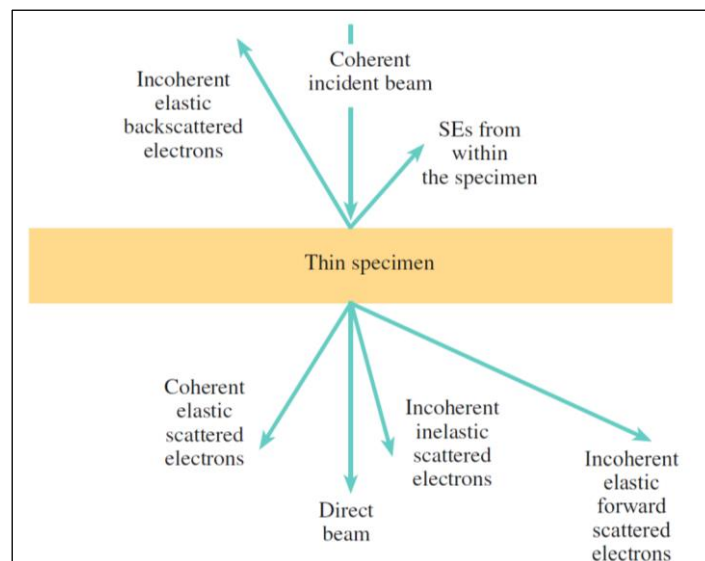 Incoherent
elastic
backscattered
electrons
Coherent
incident beam
SEs from
within
the specimen
Thin specimen
Coherent
elastic
scattered
electrons
Direct
beam
Incoherent
inelastic
scattered
electrons
Incoherent
elastic
forward
scattered
electrons